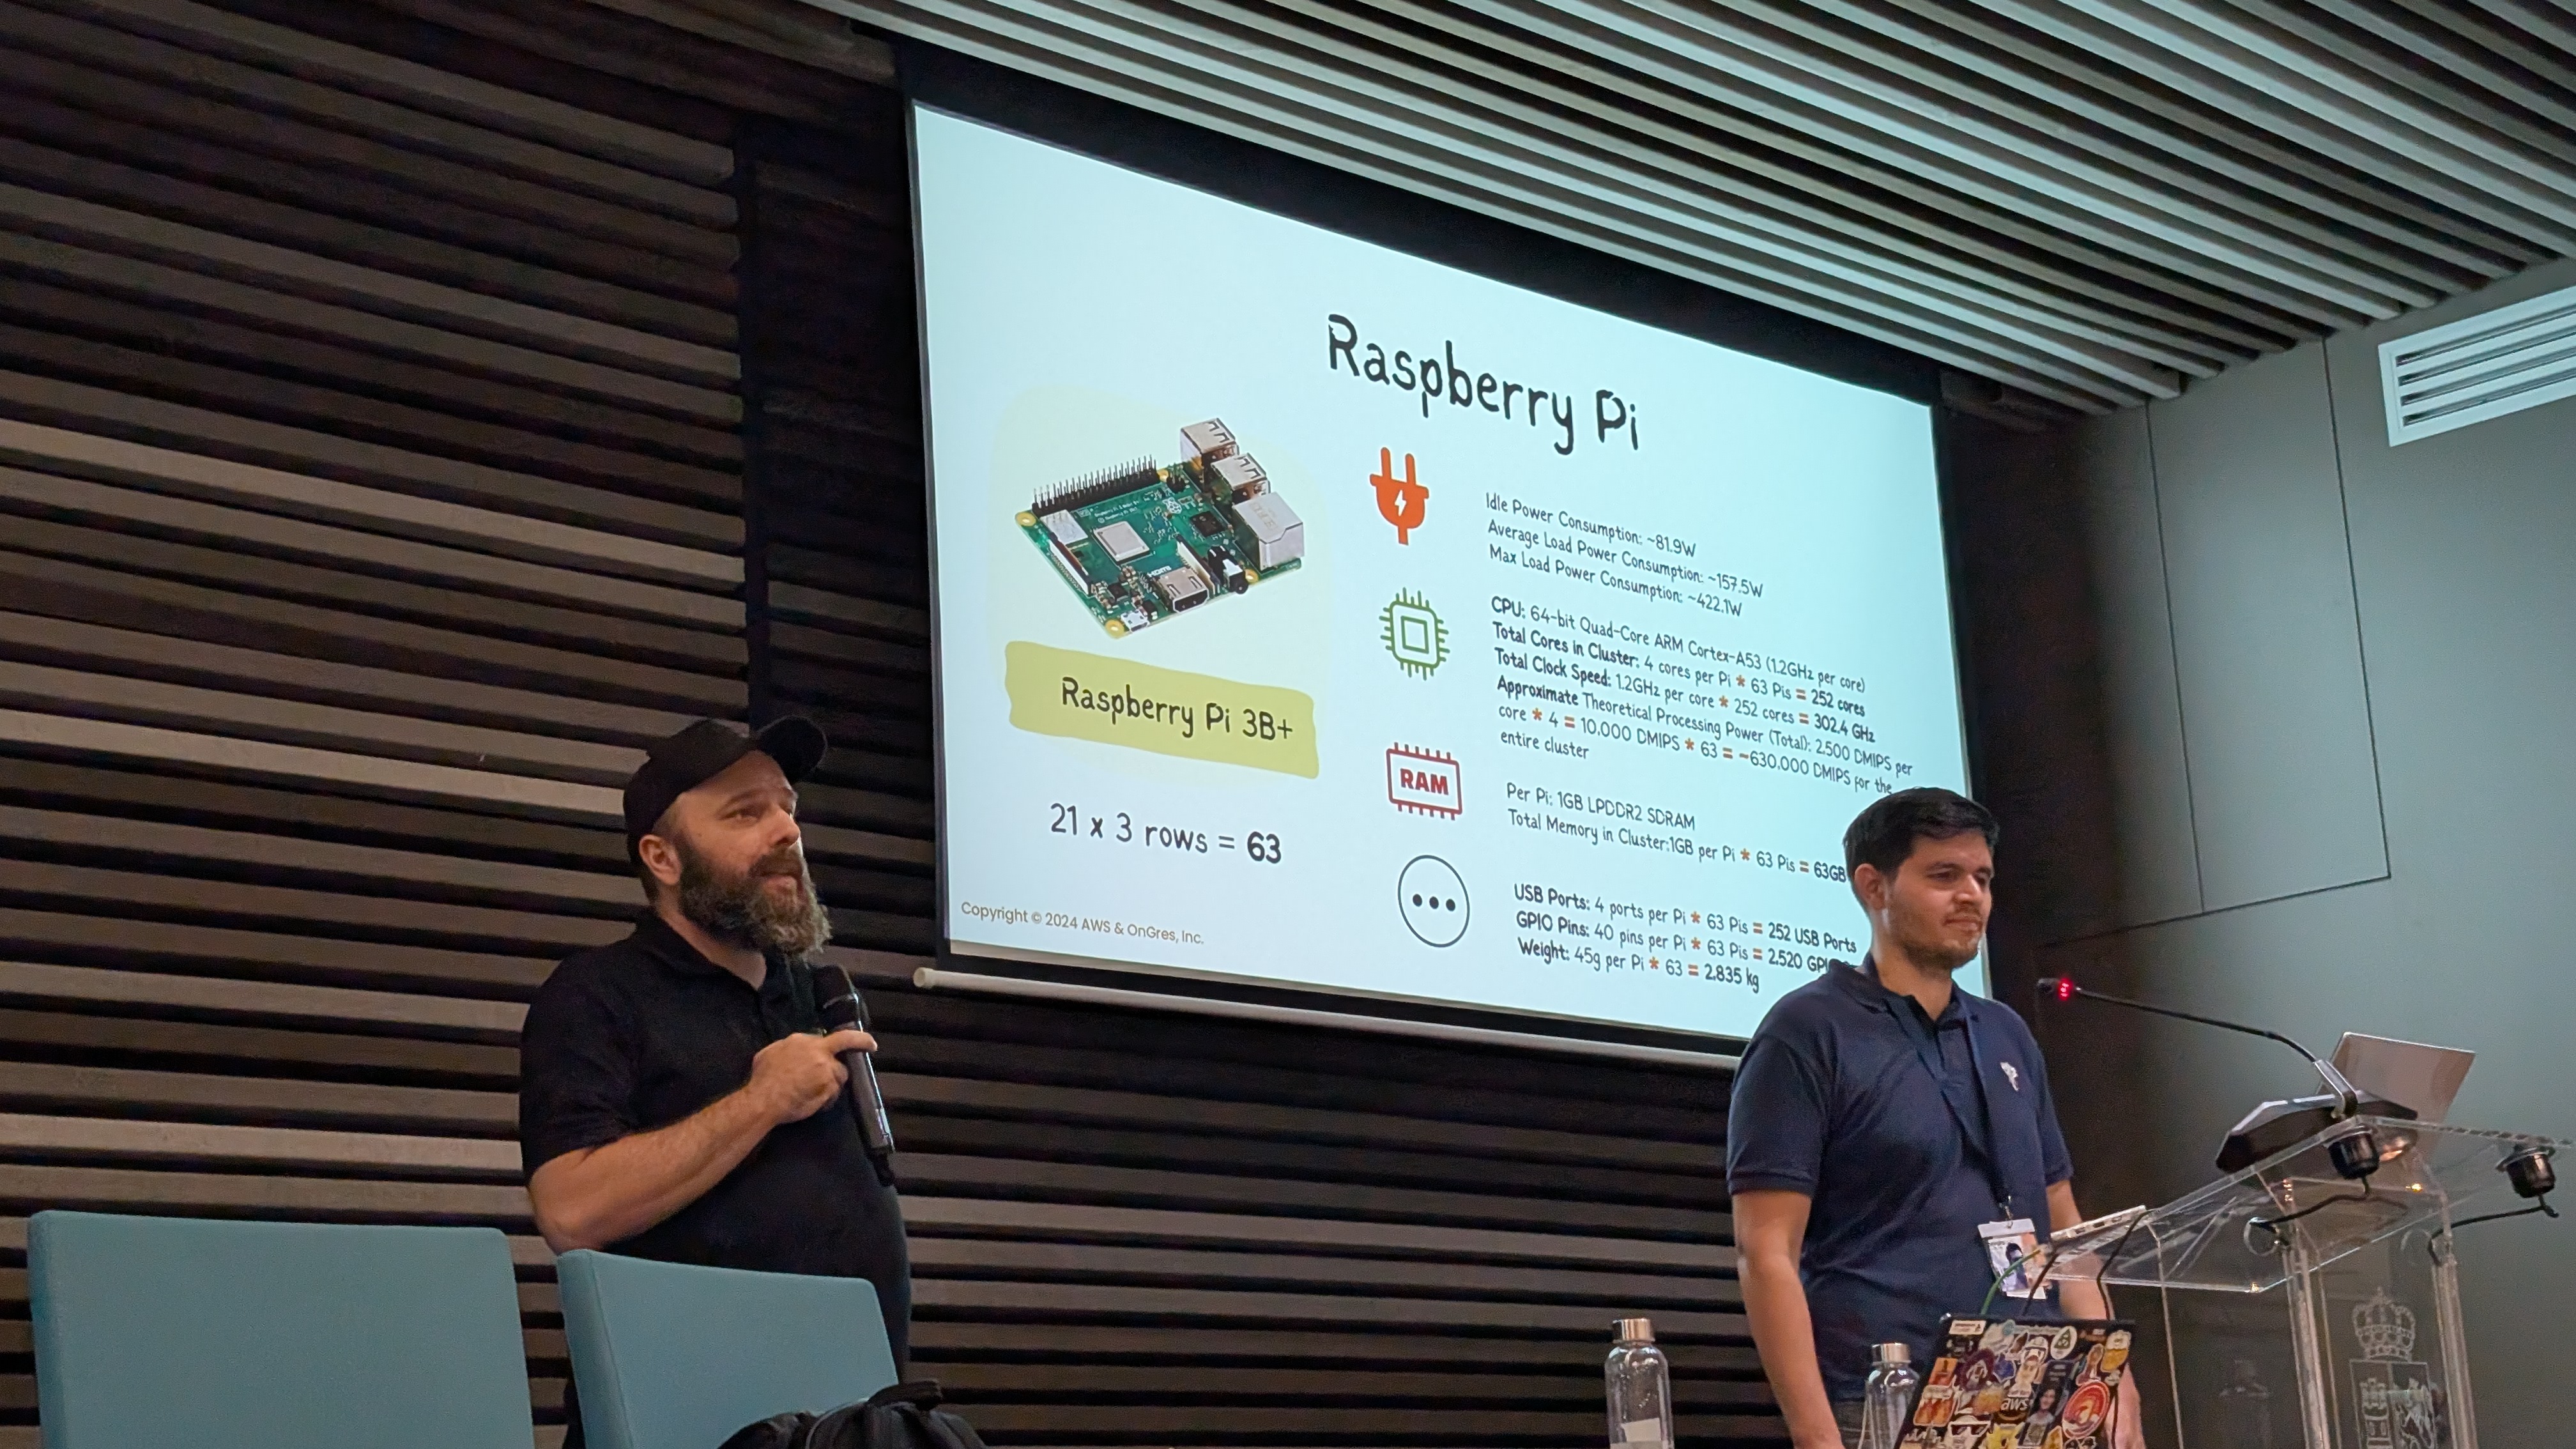 Raspberry Pi
Raspberry Pi 3B+
21 x 3 rows = 63
Copyright © 2024 AWS & OnGres, Inc.
Idle Power Consumption: ~81.9W
Average Load Power Consumption: ~157.5W
Max Load Power Consumption: ~422.1W
CPU: 64-bit Quad-Core ARM Cortex-A53 (1.2GHz per core)
Total Cores in Cluster: 4 cores per Pi * 63 Pis = 252 cores
Total Clock Speed: 1.2GHz per core * 252 cores = 302.4 GHz
Approximate Theoretical Processing Power (Total): 2.500 DMIPS per
core * 4 = 10.000 DMIPS * 63 = ~630.000 DMIPS for the
entire cluster
RAM
Per Pi: 1GB LPDDR2 SDRAM
Total Memory in Cluster:1GB per Pi * 63 Pis = 63GB
USB Ports: 4 ports per Pi * 63 Pis = 252 USB Ports
GPIO Pins: 40 pins per Pi * 63 Pis = 2.520 GPIO
Weight: 45g per Pi * 63 = 2.835 kg
HDMI
aws